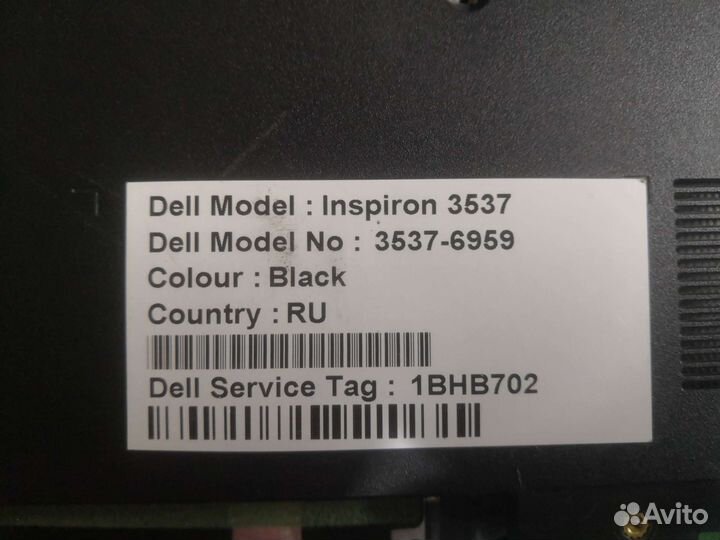 Dell Model : Inspiron 3537
Dell Model No : 3537-6959
Colour : Black
Country : RU
Dell Service Tag : 1BHB702
Avito